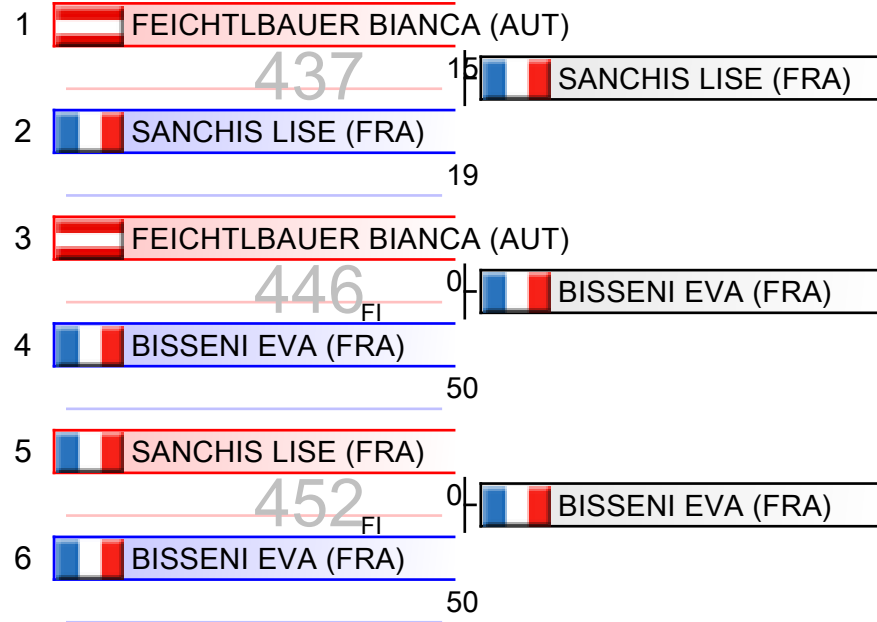 1 FEICHTLBAUER BIANCA (AUT)
437 15 SANCHIS LISE (FRA)
2 SANCHIS LISE (FRA)
19
3 FEICHTLBAUER BIANCA (AUT)
446 FI 0 BISSENI EVA (FRA)
4 BISSENI EVA (FRA)
50
5 SANCHIS LISE (FRA)
452 FI 0 BISSENI EVA (FRA)
6 BISSENI EVA (FRA)
50